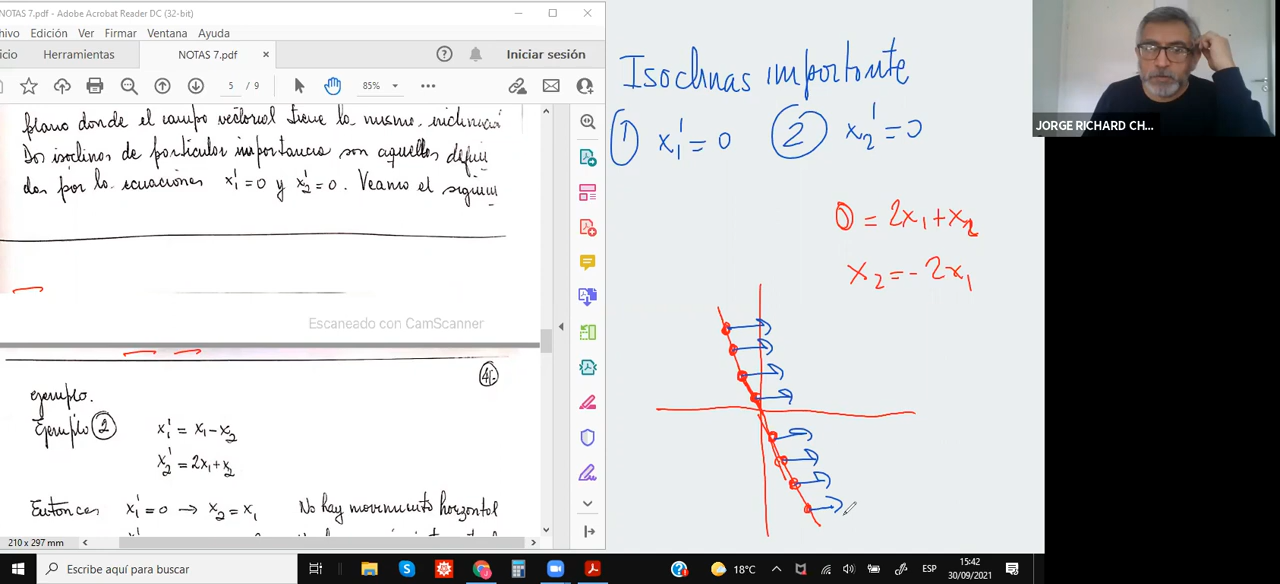 NOTAS 7.pdf - Adobe Acrobat Reader DC (32-bit)
hivo Edición Ver Firmar Ventana Ayuda
icio Herramientas NOTAS 7.pdf × Iniciar sesión
5 / 9 85%
plano donde el campo vectorial tiene la misma inclinació
Dos isoclinas de particular importancia son aquellas defini
das por la ecuaciones x₁' = 0 y x₂' = 0. Veamos el siguien
Escaneado con CamScanner
4
ejemplo.
Ejemplo 2 x₁' = x₁ - x₂
x₂' = 2x₁ + x₂
Entonces x₁' = 0 → x₂ = x₁ No hay movimiento horizontal
210 x 297 mm
Isoclinas importante
1 x₁' = 0 2 x₂' = 0
0 = 2x₁ + x₂
x₂ = -2x₁
JORGE RICHARD CH...
Escribe aquí para buscar
18°C ESP 15:42
30/09/2021